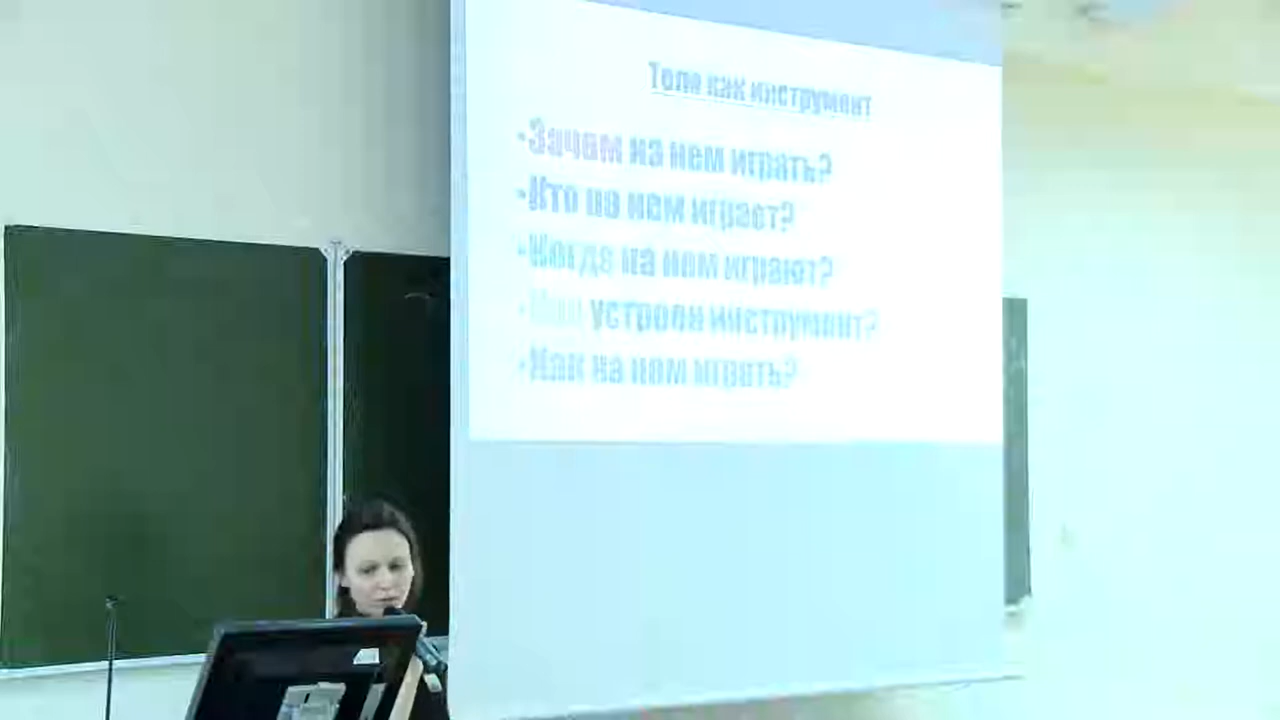 Тело как инструмент
•Зачем на нем играть?
•Кто на нем играет?
•Когда на нем играют?
•Как устроен инструмент?
•Как на нем играть?